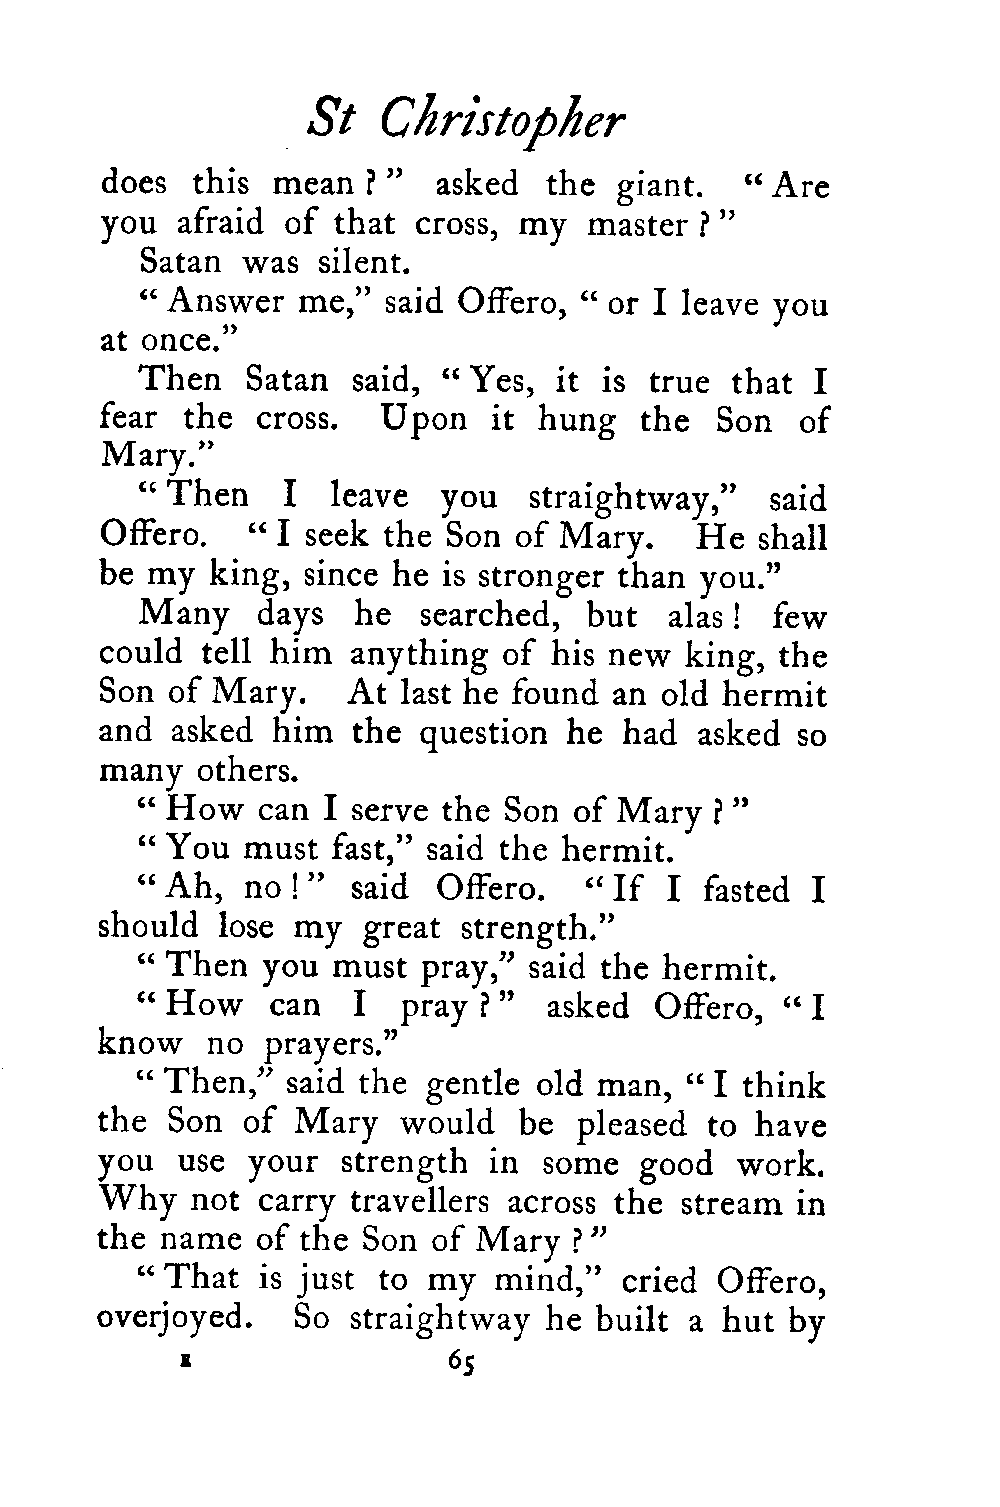 St Christopher
does this mean ? ” asked the giant. “ Are
you afraid of that cross, my master ? ”
Satan was silent.
“ Answer me,” said Offero, “ or I leave you
at once.”
Then Satan said, “ Yes, it is true that I
fear the cross. Upon it hung the Son of
Mary.”
“ Then I leave you straightway,” said
Offero. “ I seek the Son of Mary. He shall
be my king, since he is stronger than you.”
Many days he searched, but alas ! few
could tell him anything of his new king, the
Son of Mary. At last he found an old hermit
and asked him the question he had asked so
many others.
“ How can I serve the Son of Mary ? ”
“ You must fast,” said the hermit.
“ Ah, no ! ” said Offero. “ If I fasted I
should lose my great strength.”
“ Then you must pray,” said the hermit.
“ How can I pray ? ” asked Offero, “ I
know no prayers.”
“ Then,” said the gentle old man, “ I think
the Son of Mary would be pleased to have
you use your strength in some good work.
Why not carry travellers across the stream in
the name of the Son of Mary ? ”
“ That is just to my mind,” cried Offero,
overjoyed. So straightway he built a hut by
65